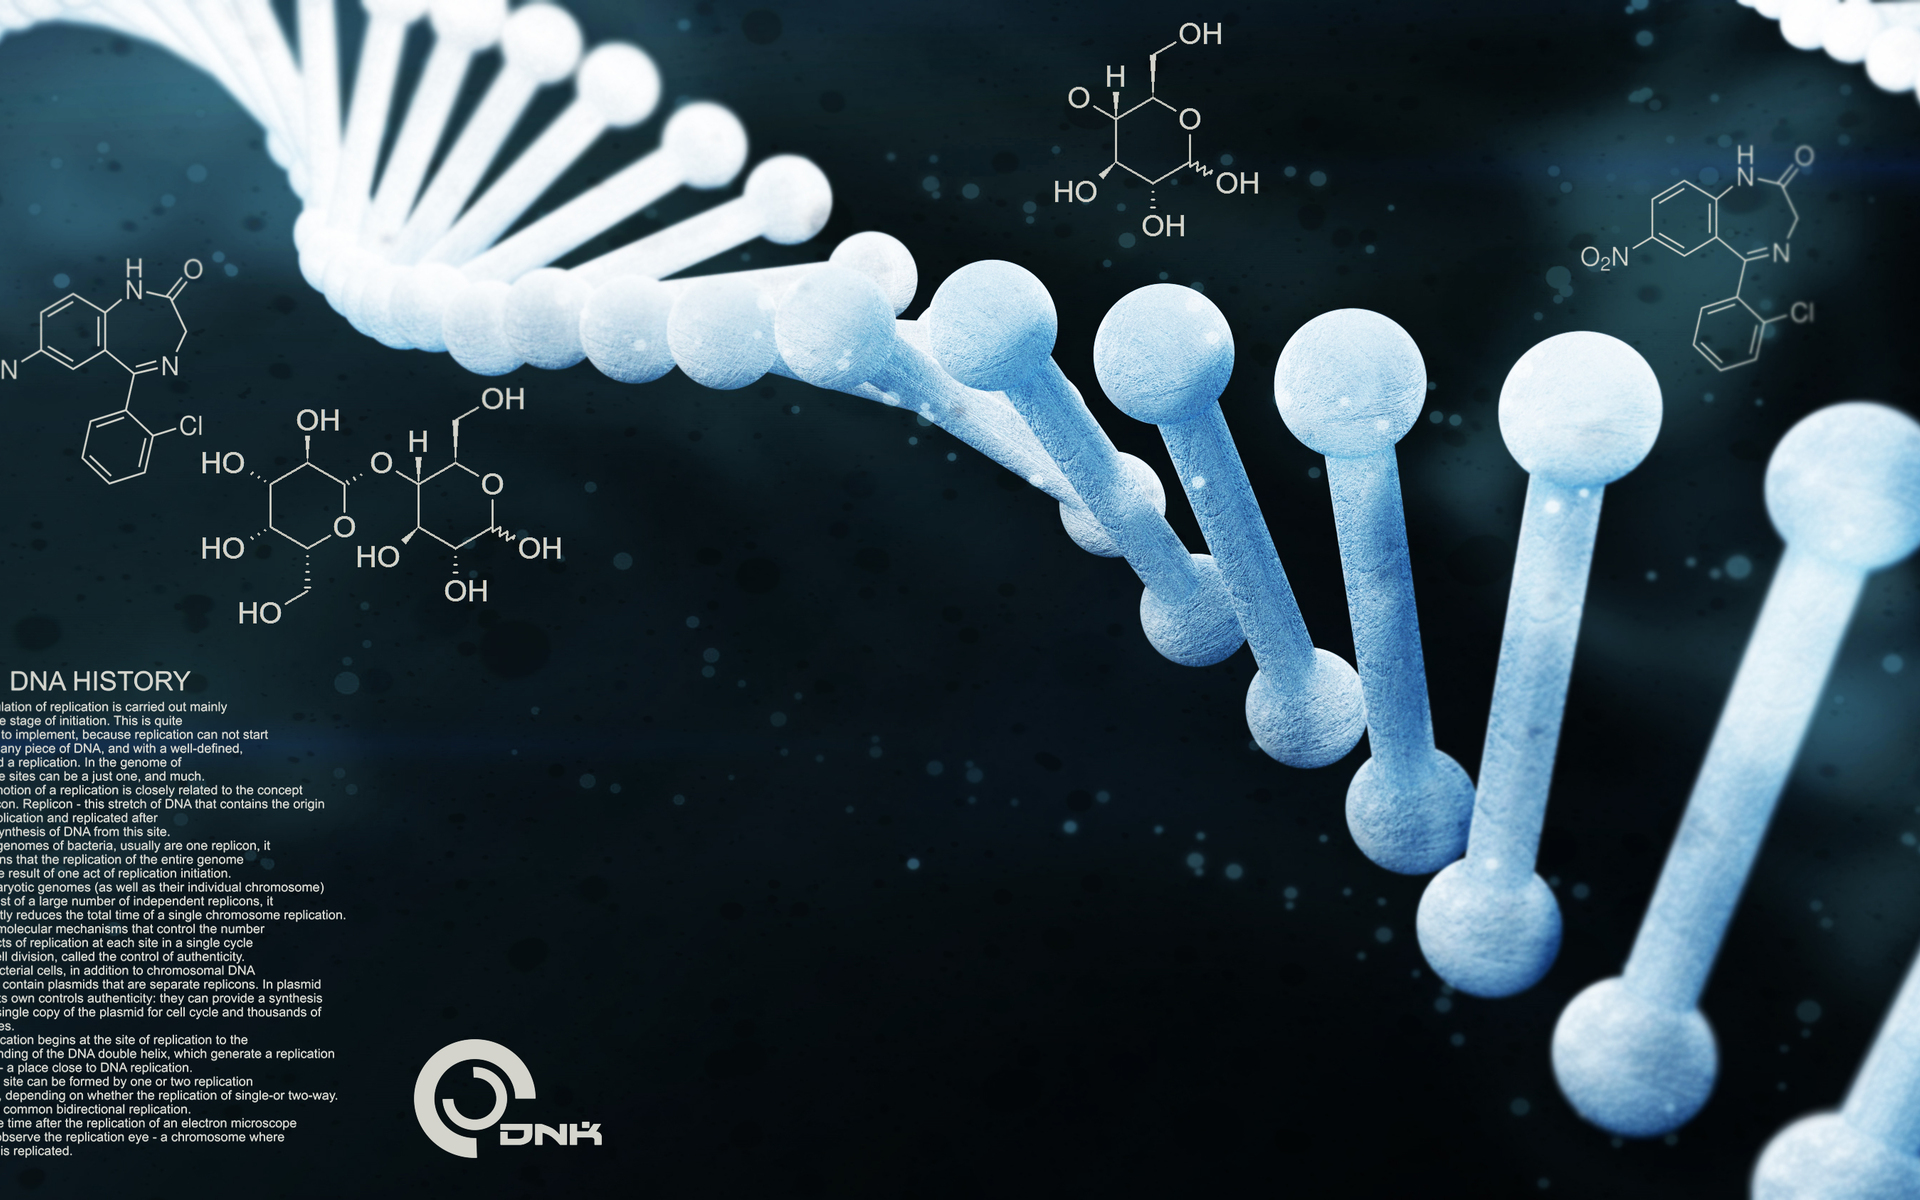 OH
H
O
O
HO
OH
OH
H
N
O
O2N
N
Cl
H
N
O
N
N
Cl
OH
OH
H
HO
O
O
O
HO
HO
OH
OH
HO
DNA HISTORY
lation of replication is carried out mainly
e stage of initiation. This is quite
to implement, because replication can not start
any piece of DNA, and with a well-defined,
d a replication. In the genome of
e sites can be a just one, and much.
notion of a replication is closely related to the concept
con. Replicon - this stretch of DNA that contains the origin
plication and replicated after
ynthesis of DNA from this site.
genomes of bacteria, usually are one replicon, it
ns that the replication of the entire genome
e result of one act of replication initiation.
aryotic genomes (as well as their individual chromosome)
st of a large number of independent replicons, it
tly reduces the total time of a single chromosome replication.
molecular mechanisms that control the number
cts of replication at each site in a single cycle
ell division, called the control of authenticity.
cterial cells, in addition to chromosomal DNA
contain plasmids that are separate replicons. In plasmid
ts own controls authenticity: they can provide a synthesis
single copy of the plasmid for cell cycle and thousands of
es.
cation begins at the site of replication to the
nding of the DNA double helix, which generate a replication
- a place close to DNA replication.
site can be formed by one or two replication
, depending on whether the replication of single-or two-way.
common bidirectional replication.
e time after the replication of an electron microscope
observe the replication eye - a chromosome where
is replicated.
DNK